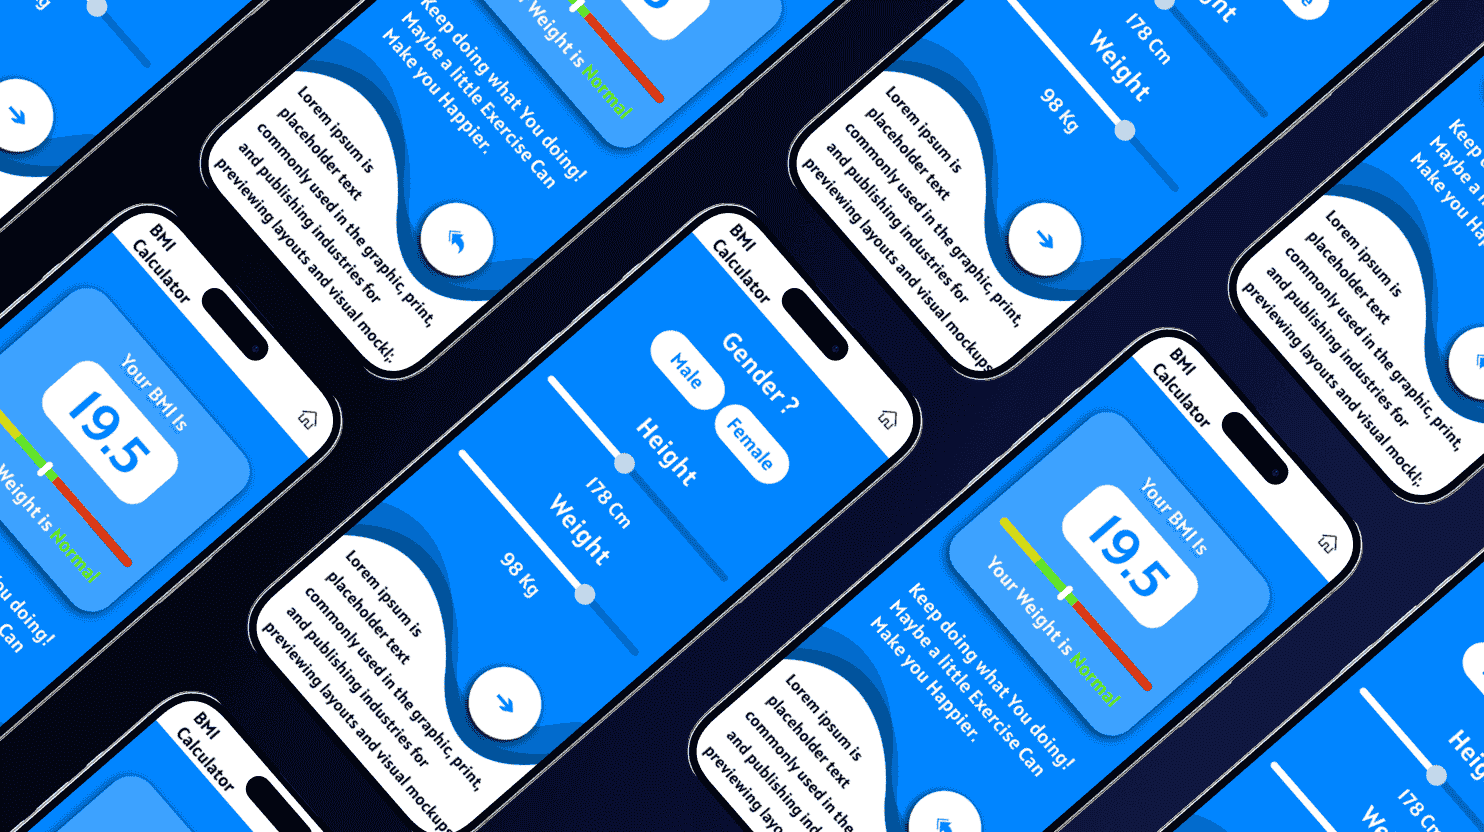 Keep doing what You doing!
Maybe a little Exercise Can
Make you Happier.
Weight is Normal
Lorem ipsum is
placeholder text
commonly used in the graphic, print,
and publishing industries for
previewing layouts and visual
178 Cm
Weight
98 Kg
Lorem ipsum is
placeholder text
commonly used in the graphic, print,
and publishing industries for
previewing layouts and visual mockups
Keep
Maybe a
Make you
Lorem ipsum is
placeholder text
commonly used in the graphic, print,
and publishing industries for
previewing layouts and visual
BMI
Calculator
Your BMI Is
19.5
Weight is Normal
doing!
Can
BMI
Calculator
Gender?
Male
Female
Height
178 Cm
Weight
98 Kg
Lorem ipsum is
placeholder text
commonly used in the graphic, print,
and publishing industries for
previewing layouts and visual mockups
BMI
Calculator
Your BMI Is
19.5
Your Weight is Normal
Keep doing what You doing!
Maybe a little Exercise Can
Make you Happier.
Lorem ipsum is
placeholder text
commonly used in the
and publishing
previewing
BMI
Calculator
178 Cm